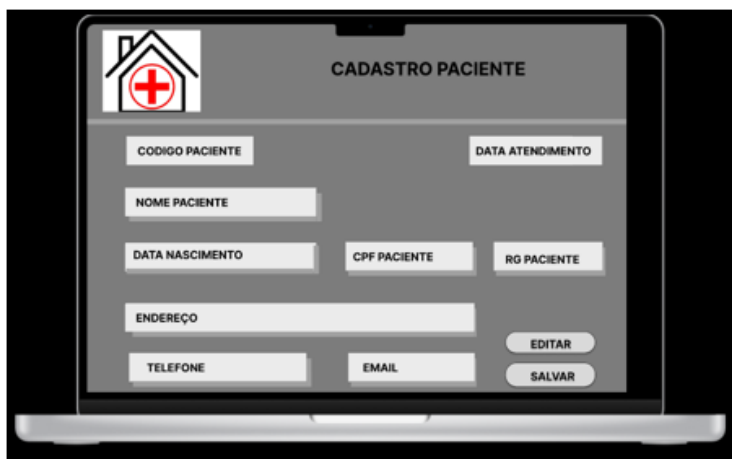 CADASTRO PACIENTE
CODIGO PACIENTE
DATA ATENDIMENTO
NOME PACIENTE
DATA NASCIMENTO
CPF PACIENTE
RG PACIENTE
ENDEREÇO
EDITAR
TELEFONE
EMAIL
SALVAR